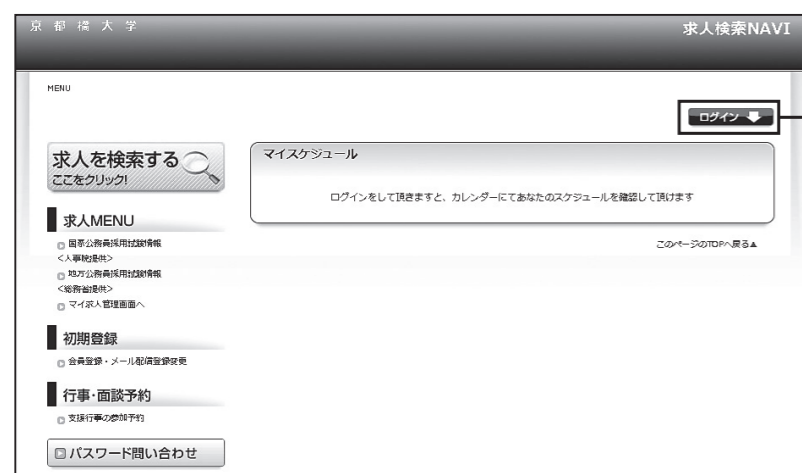 京都橘大学
求人検索NAVI
MENU
ログイン
求人を検索する
ここをクリック!
マイスケジュール
ログインをして頂きますと、カレンダーにてあなたのスケジュールを確認して頂けます
このページのTOPへ戻る▲
求人MENU
国家公務員採用試験情報
<人事院提供>
地方公務員採用試験情報
<総務省提供>
マイ求人管理画面へ
初期登録
会員登録・メール配信登録変更
行事・面談予約
支援行事の参加予約
パスワード問い合わせ